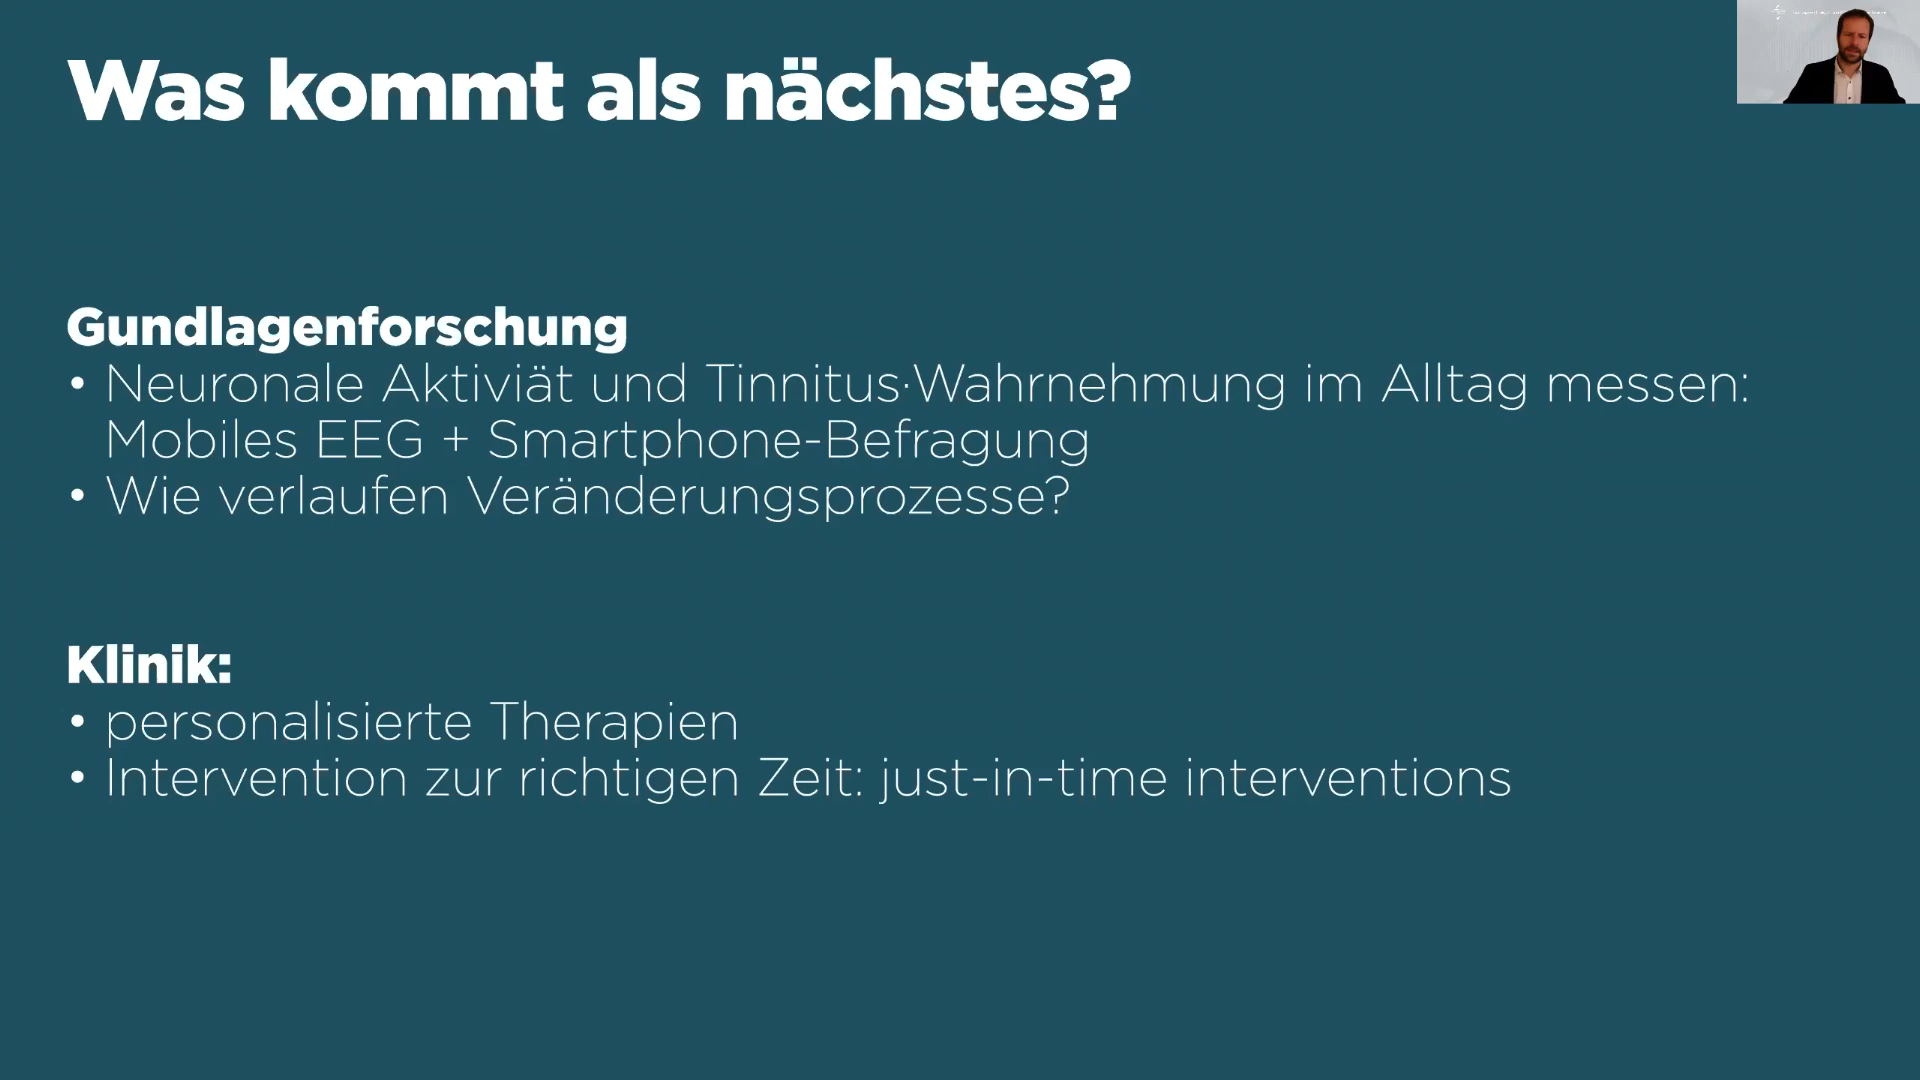 Was kommt als nächstes?
Gundlagenforschung
• Neuronale Aktiviät und Tinnitus·Wahrnehmung im Alltag messen:
Mobiles EEG + Smartphone-Befragung
• Wie verlaufen Veränderungsprozesse?
Klinik:
• personalisierte Therapien
• Intervention zur richtigen Zeit: just-in-time interventions